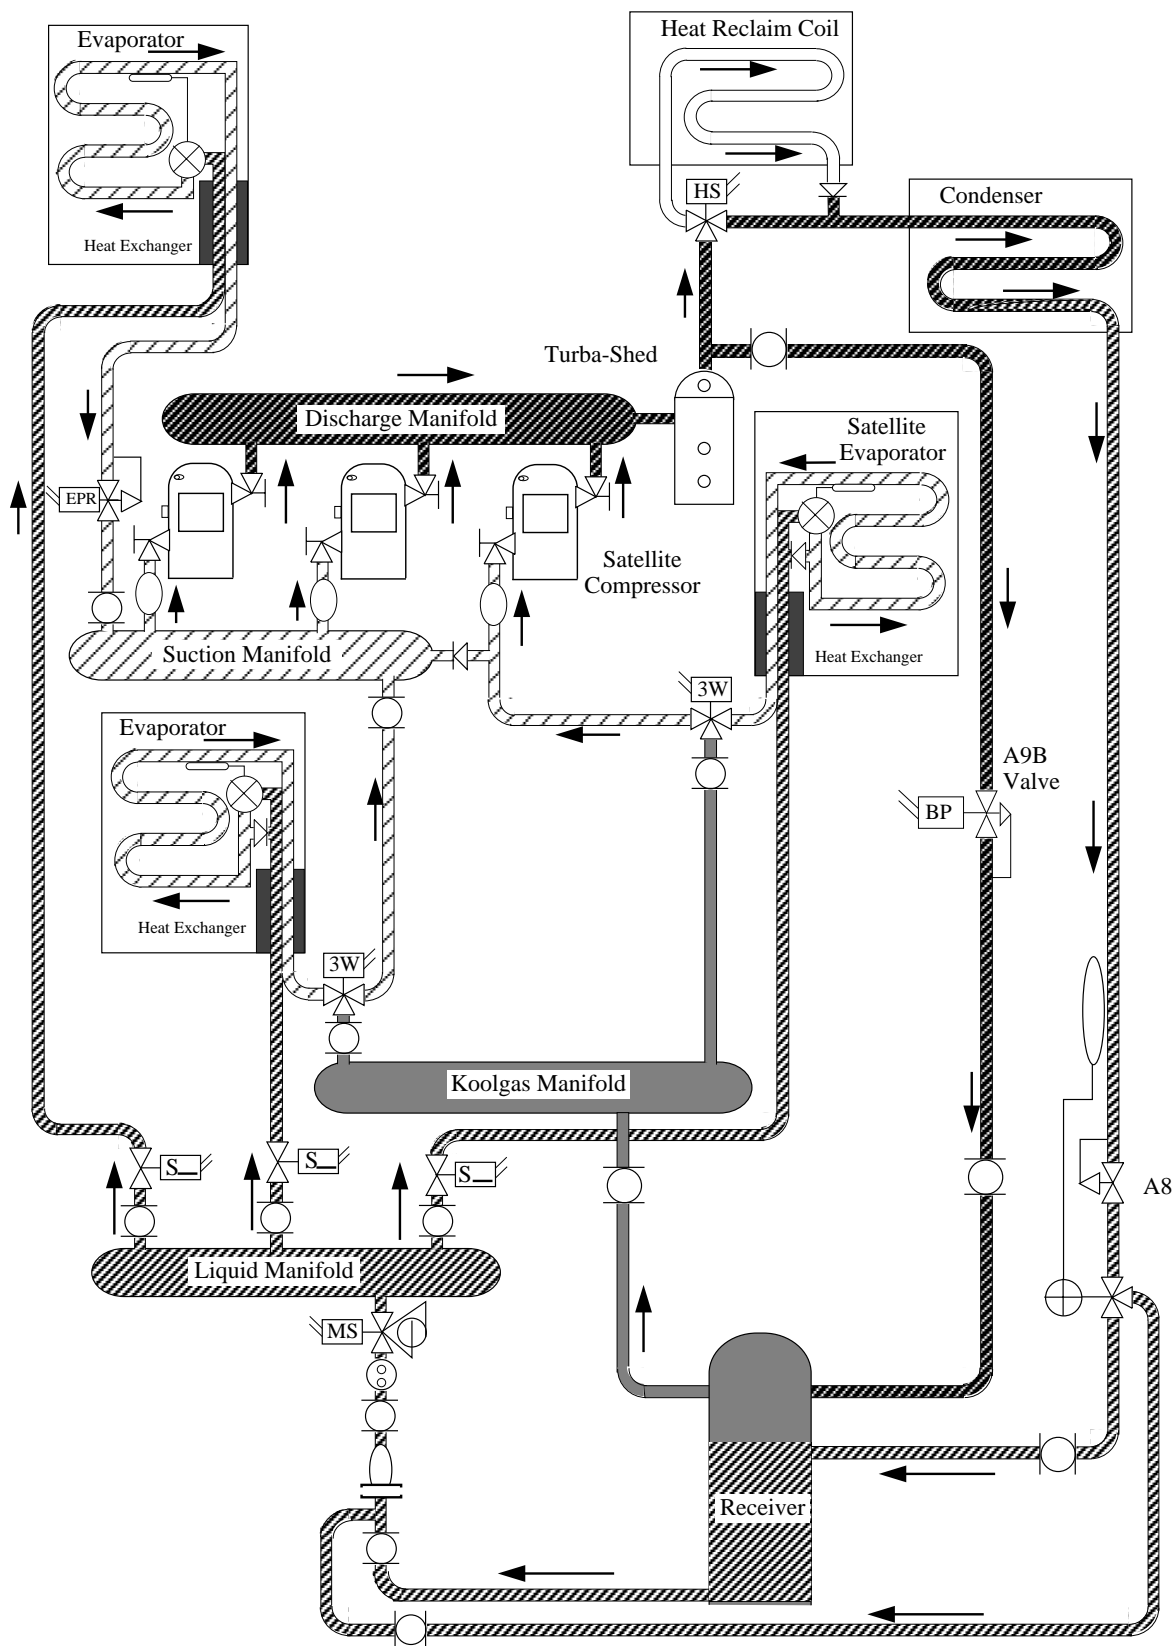 Evaporator
Heat Reclaim Coil
HS
Condenser
Heat Exchanger
Turba-Shed
Discharge Manifold
Satellite
Evaporator
EPR
Satellite
Compressor
Suction Manifold
Heat Exchanger
3W
Evaporator
A9B
Valve
BP
Heat Exchanger
3W
Koolgas Manifold
S
S
S
A8
Liquid Manifold
MS
Receiver